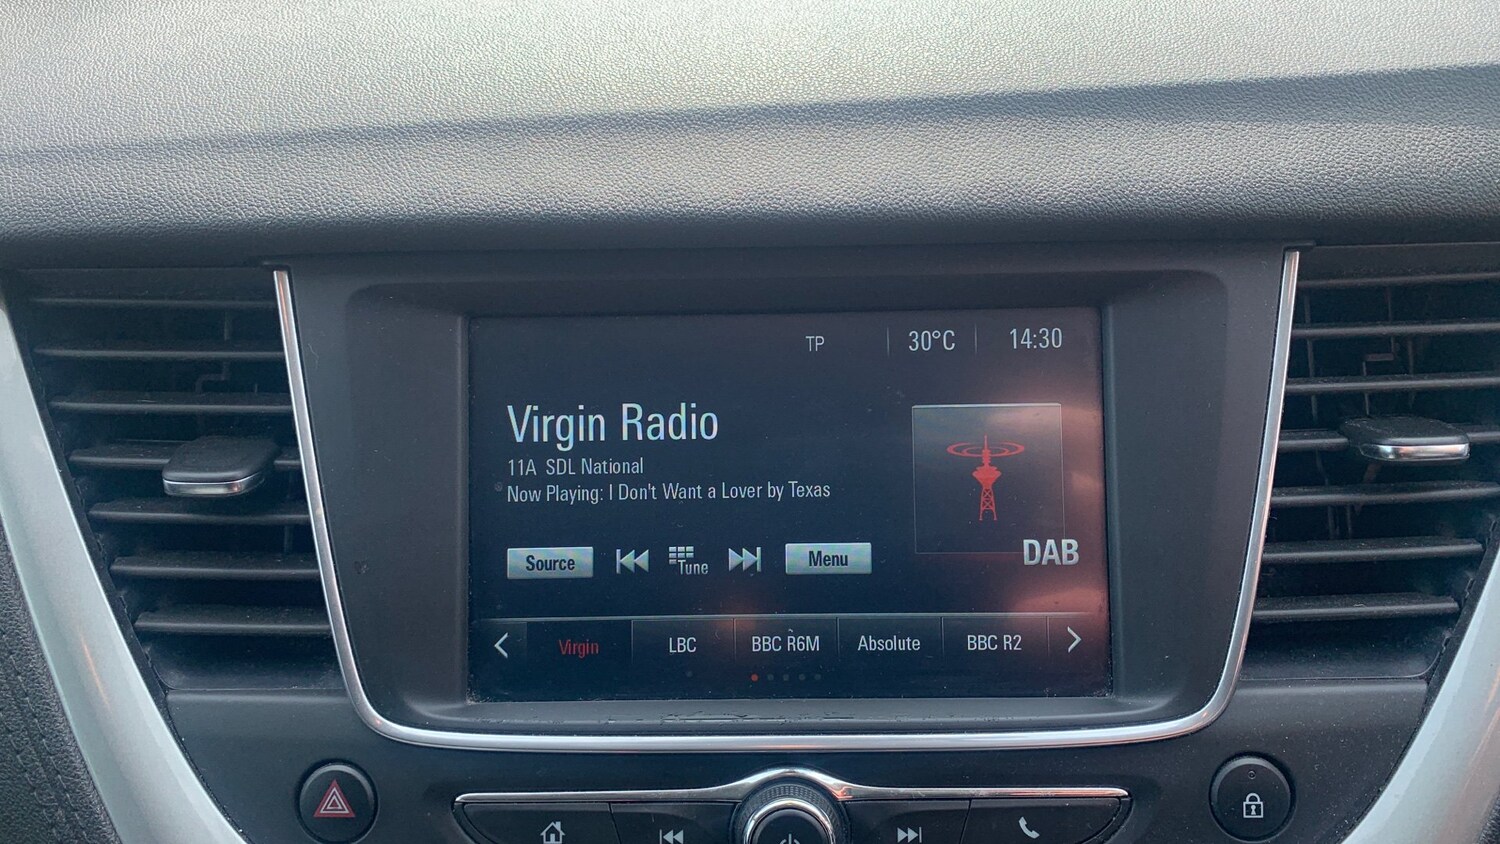 TP 30°C 14:30
Virgin Radio
11A SDL National
Now Playing: I Don't Want a Lover by Texas
DAB
Source Tune Menu
Virgin LBC BBC R6M Absolute BBC R2